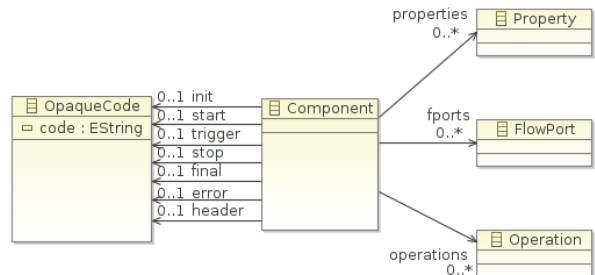 properties
0..*
Property
OpaqueCode
code : EString
0..1 init
0..1 start
0..1 trigger
0..1 stop
0..1 final
0..1 error
0..1 header
Component
fports
0..*
FlowPort
operations
0..*
Operation